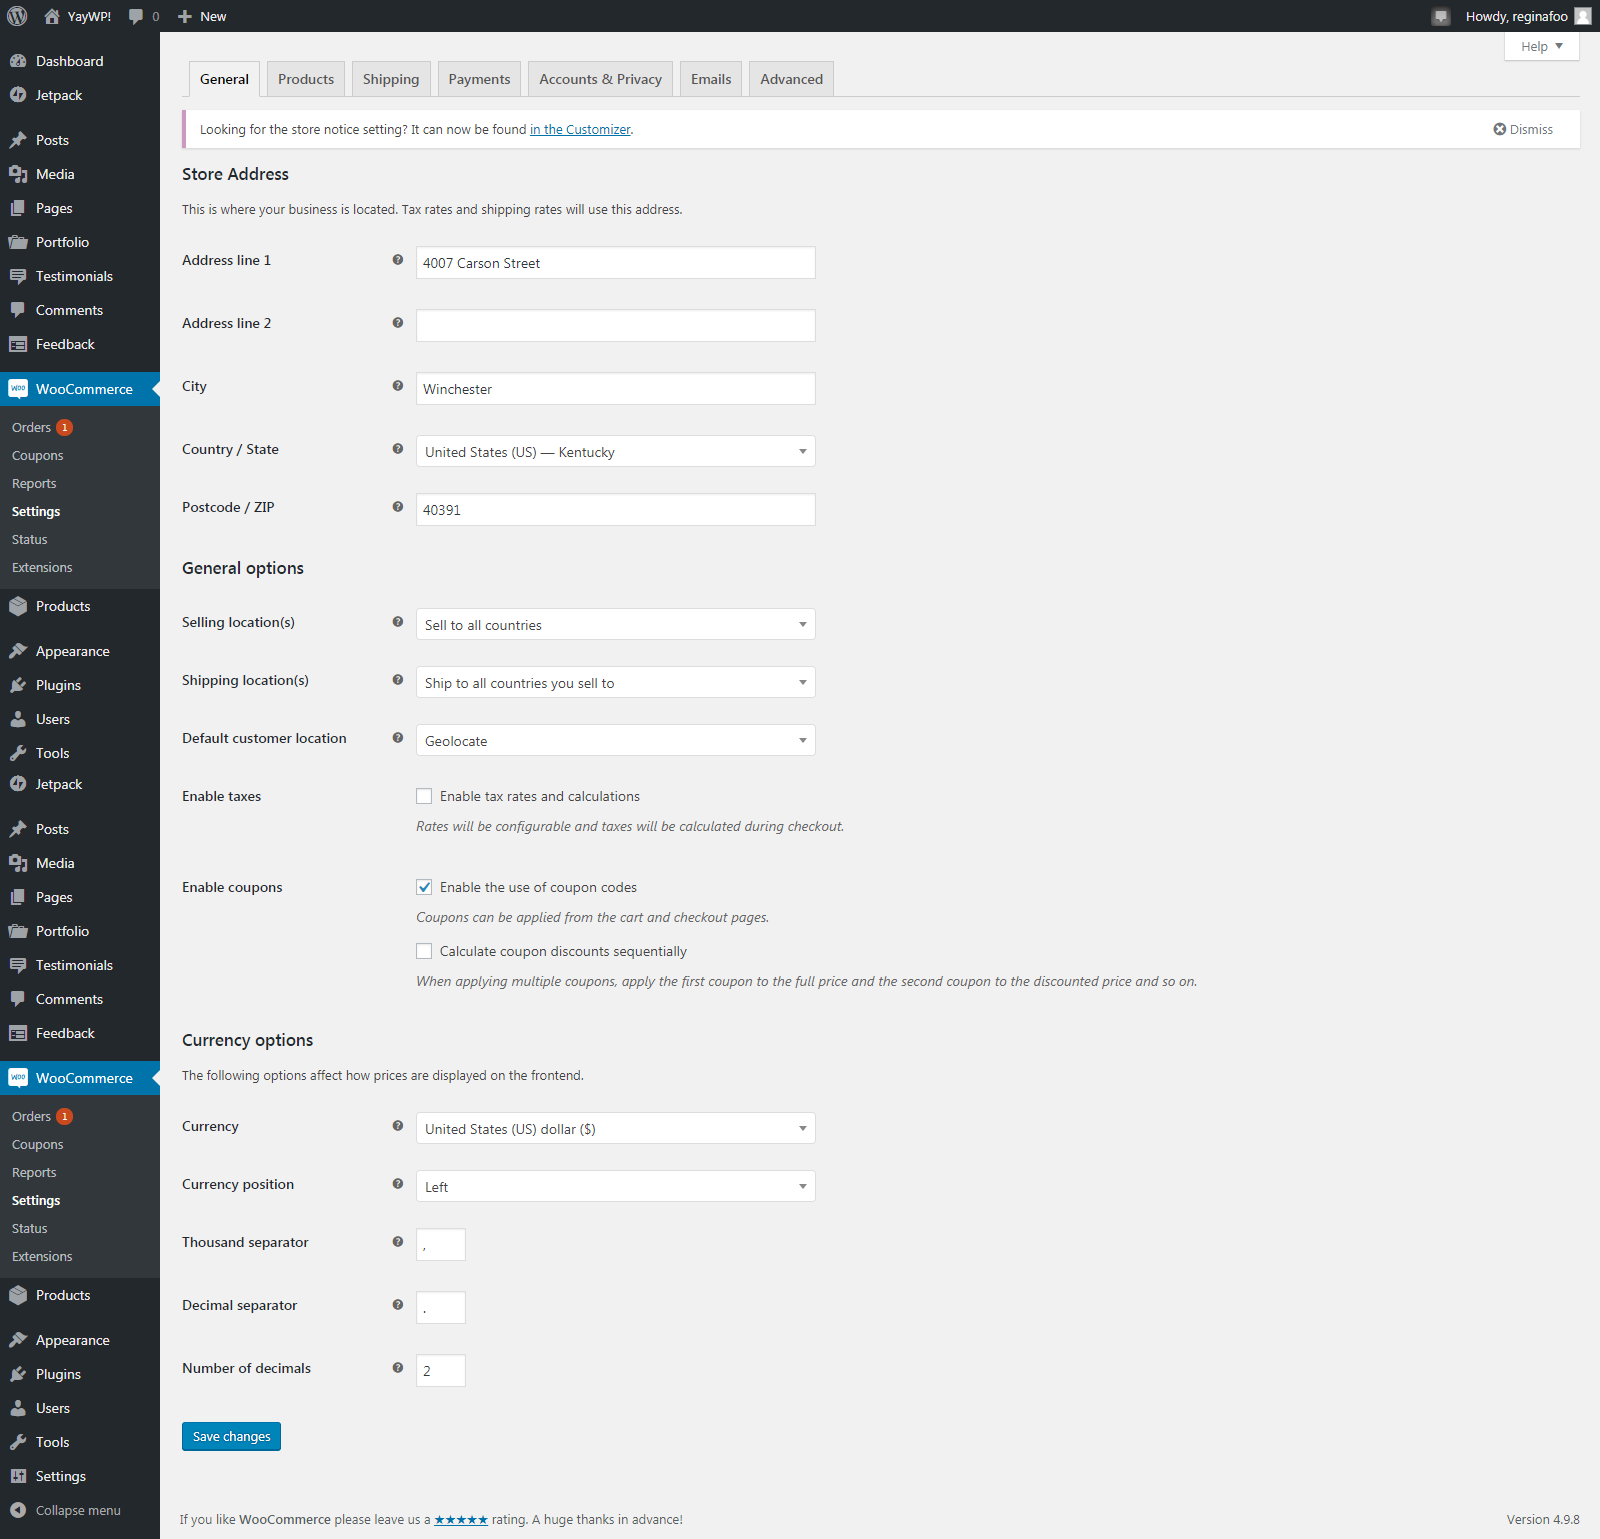 YayWP! 0 New Howdy, reginafoo
Help
Dashboard
Jetpack
Posts
Media
Pages
Portfolio
Testimonials
Comments
Feedback
WooCommerce
Orders 1
Coupons
Reports
Settings
Status
Extensions
Products
Appearance
Plugins
Users
Tools
Jetpack
Posts
Media
Pages
Portfolio
Testimonials
Comments
Feedback
WooCommerce
Orders 1
Coupons
Reports
Settings
Status
Extensions
Products
Appearance
Plugins
Users
Tools
Settings
Collapse menu
General Products Shipping Payments Accounts & Privacy Emails Advanced
Looking for the store notice setting? It can now be found in the Customizer. Dismiss
Store Address
This is where your business is located. Tax rates and shipping rates will use this address.
Address line 1 4007 Carson Street
Address line 2
City Winchester
Country / State United States (US) — Kentucky
Postcode / ZIP 40391
General options
Selling location(s) Sell to all countries
Shipping location(s) Ship to all countries you sell to
Default customer location Geolocate
Enable taxes Enable tax rates and calculations
Rates will be configurable and taxes will be calculated during checkout.
Enable coupons Enable the use of coupon codes
Coupons can be applied from the cart and checkout pages.
Calculate coupon discounts sequentially
When applying multiple coupons, apply the first coupon to the full price and the second coupon to the discounted price and so on.
Currency options
The following options affect how prices are displayed on the frontend.
Currency United States (US) dollar ($)
Currency position Left
Thousand separator ,
Decimal separator .
Number of decimals 2
Save changes
If you like WooCommerce please leave us a ★★★★★ rating. A huge thanks in advance! Version 4.9.8